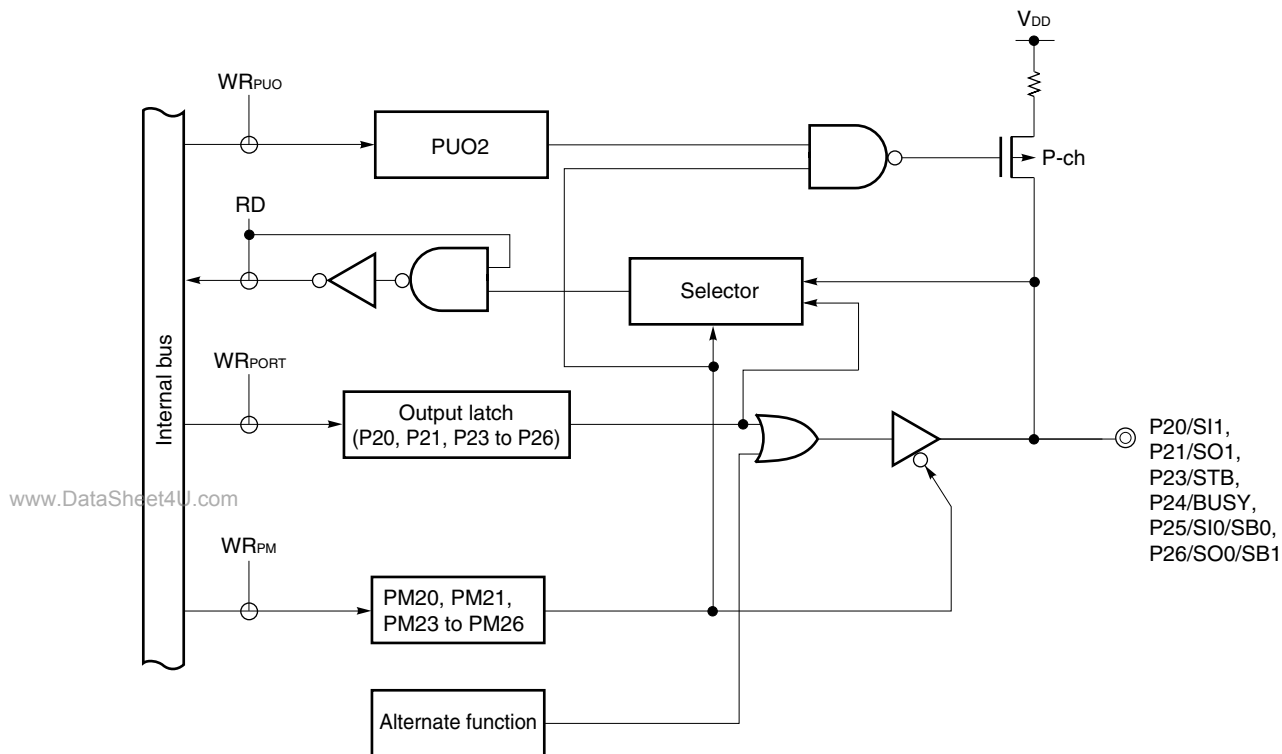 VDD
WRPUO
PUO2
P-ch
RD
Selector
Internal bus
WRPORT
Output latch
(P20, P21, P23 to P26)
P20/SI1,
P21/SO1,
P23/STB,
P24/BUSY,
P25/SI0/SB0,
P26/SO0/SB1
www.DataSheet4U.com
WRPM
PM20, PM21,
PM23 to PM26
Alternate function